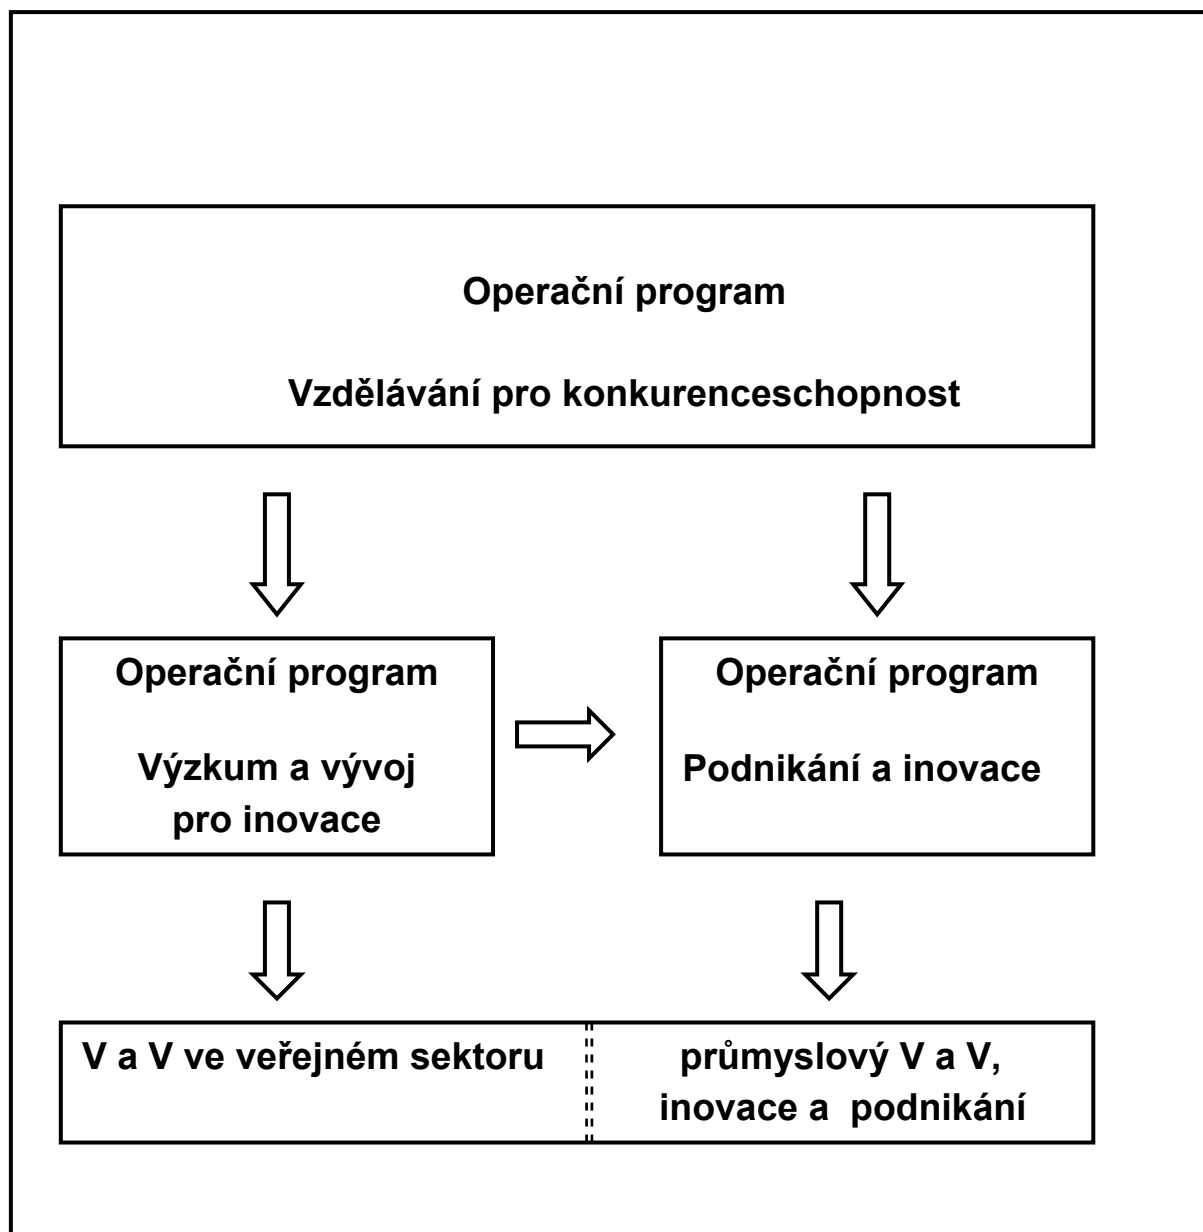 Operační program
Vzdělávání pro konkurenceschopnost
Operační program
Výzkum a vývoj
pro inovace
Operační program
Podnikání a inovace
V a V ve veřejném sektoru
průmyslový V a V,
inovace a  podnikání